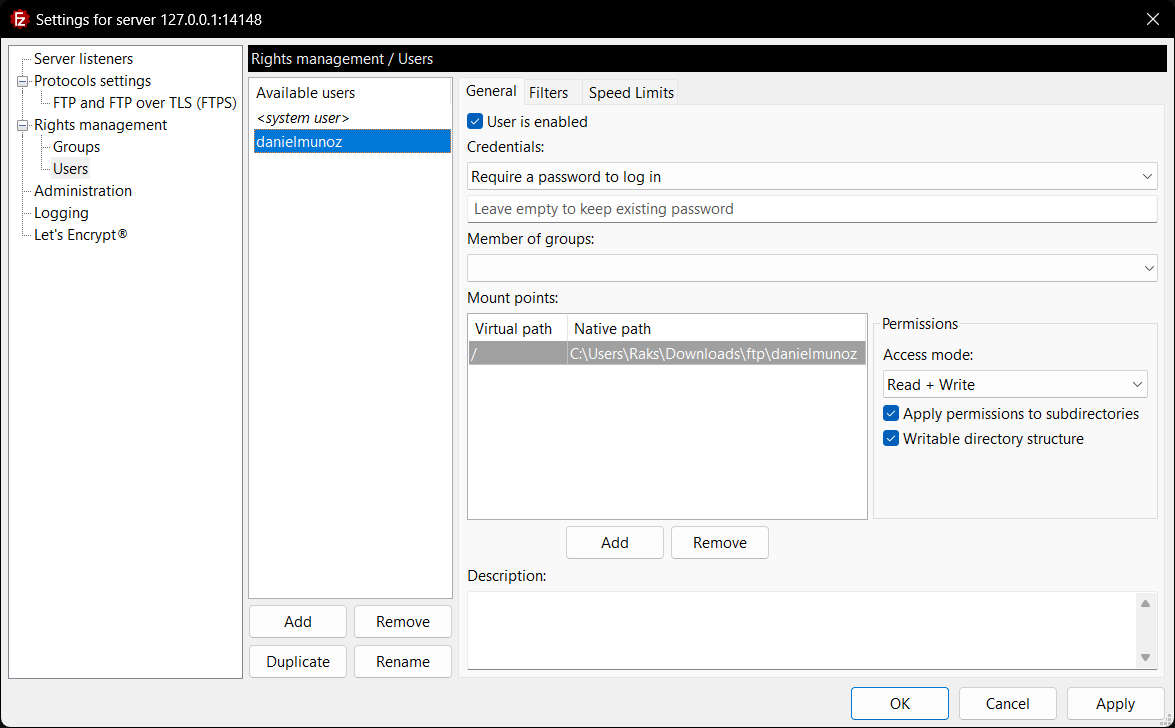 Settings for server 127.0.0.1:14148
Server listeners
Protocols settings
FTP and FTP over TLS (FTPS)
Rights management
Groups
Users
Administration
Logging
Let's Encrypt®
Rights management / Users
Available users
<system user>
danielmunoz
Add
Remove
Duplicate
Rename
General
Filters
Speed Limits
User is enabled
Credentials:
Require a password to log in
Leave empty to keep existing password
Member of groups:
Mount points:
Virtual path
Native path
/
C:\Users\Raks\Downloads\ftp\danielmunoz
Permissions
Access mode:
Read + Write
Apply permissions to subdirectories
Writable directory structure
Add
Remove
Description:
OK
Cancel
Apply